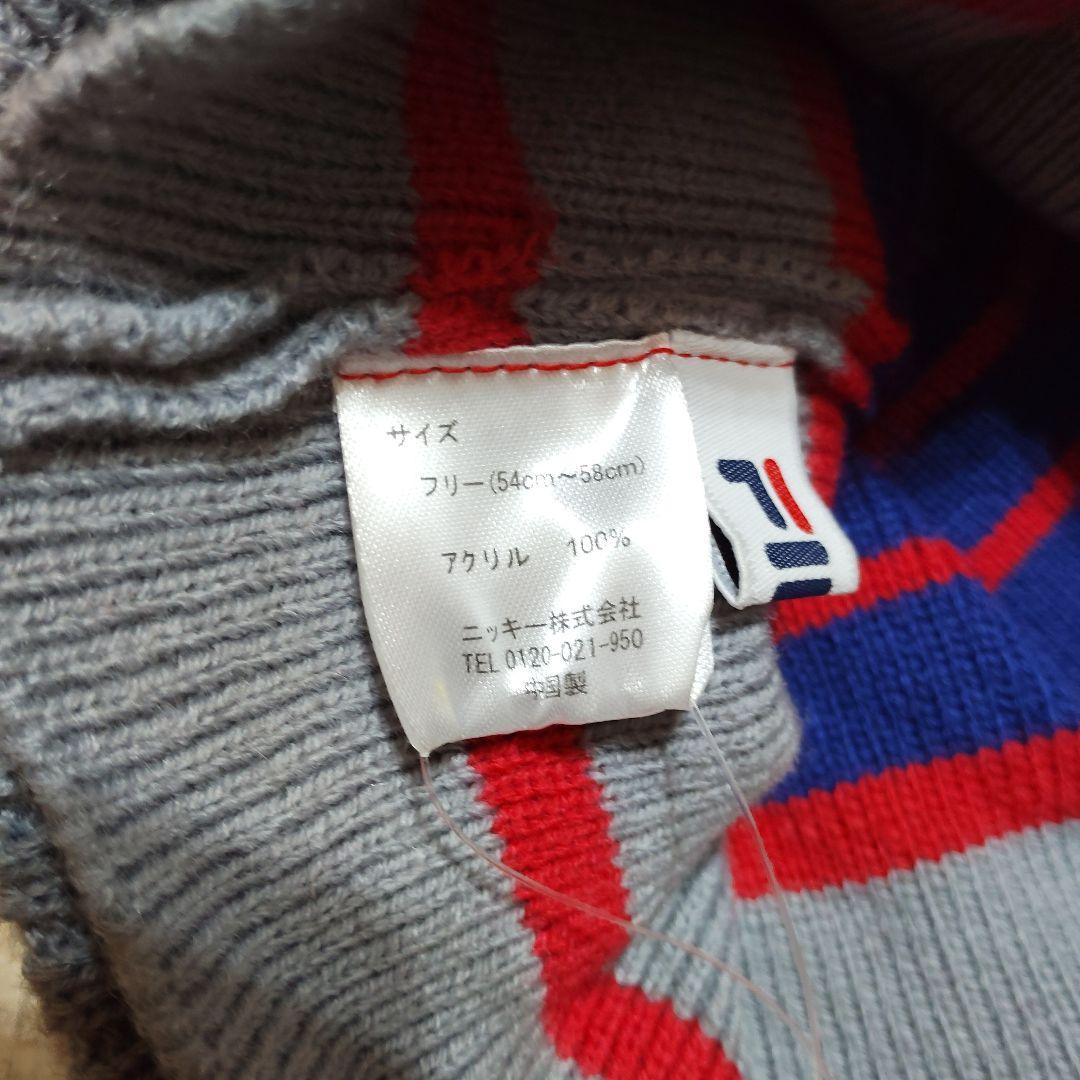 サイズ
フリー(54cm～58cm)
アクリル 100%
ニッキー株式会社
TEL 0120-021-950
中国製